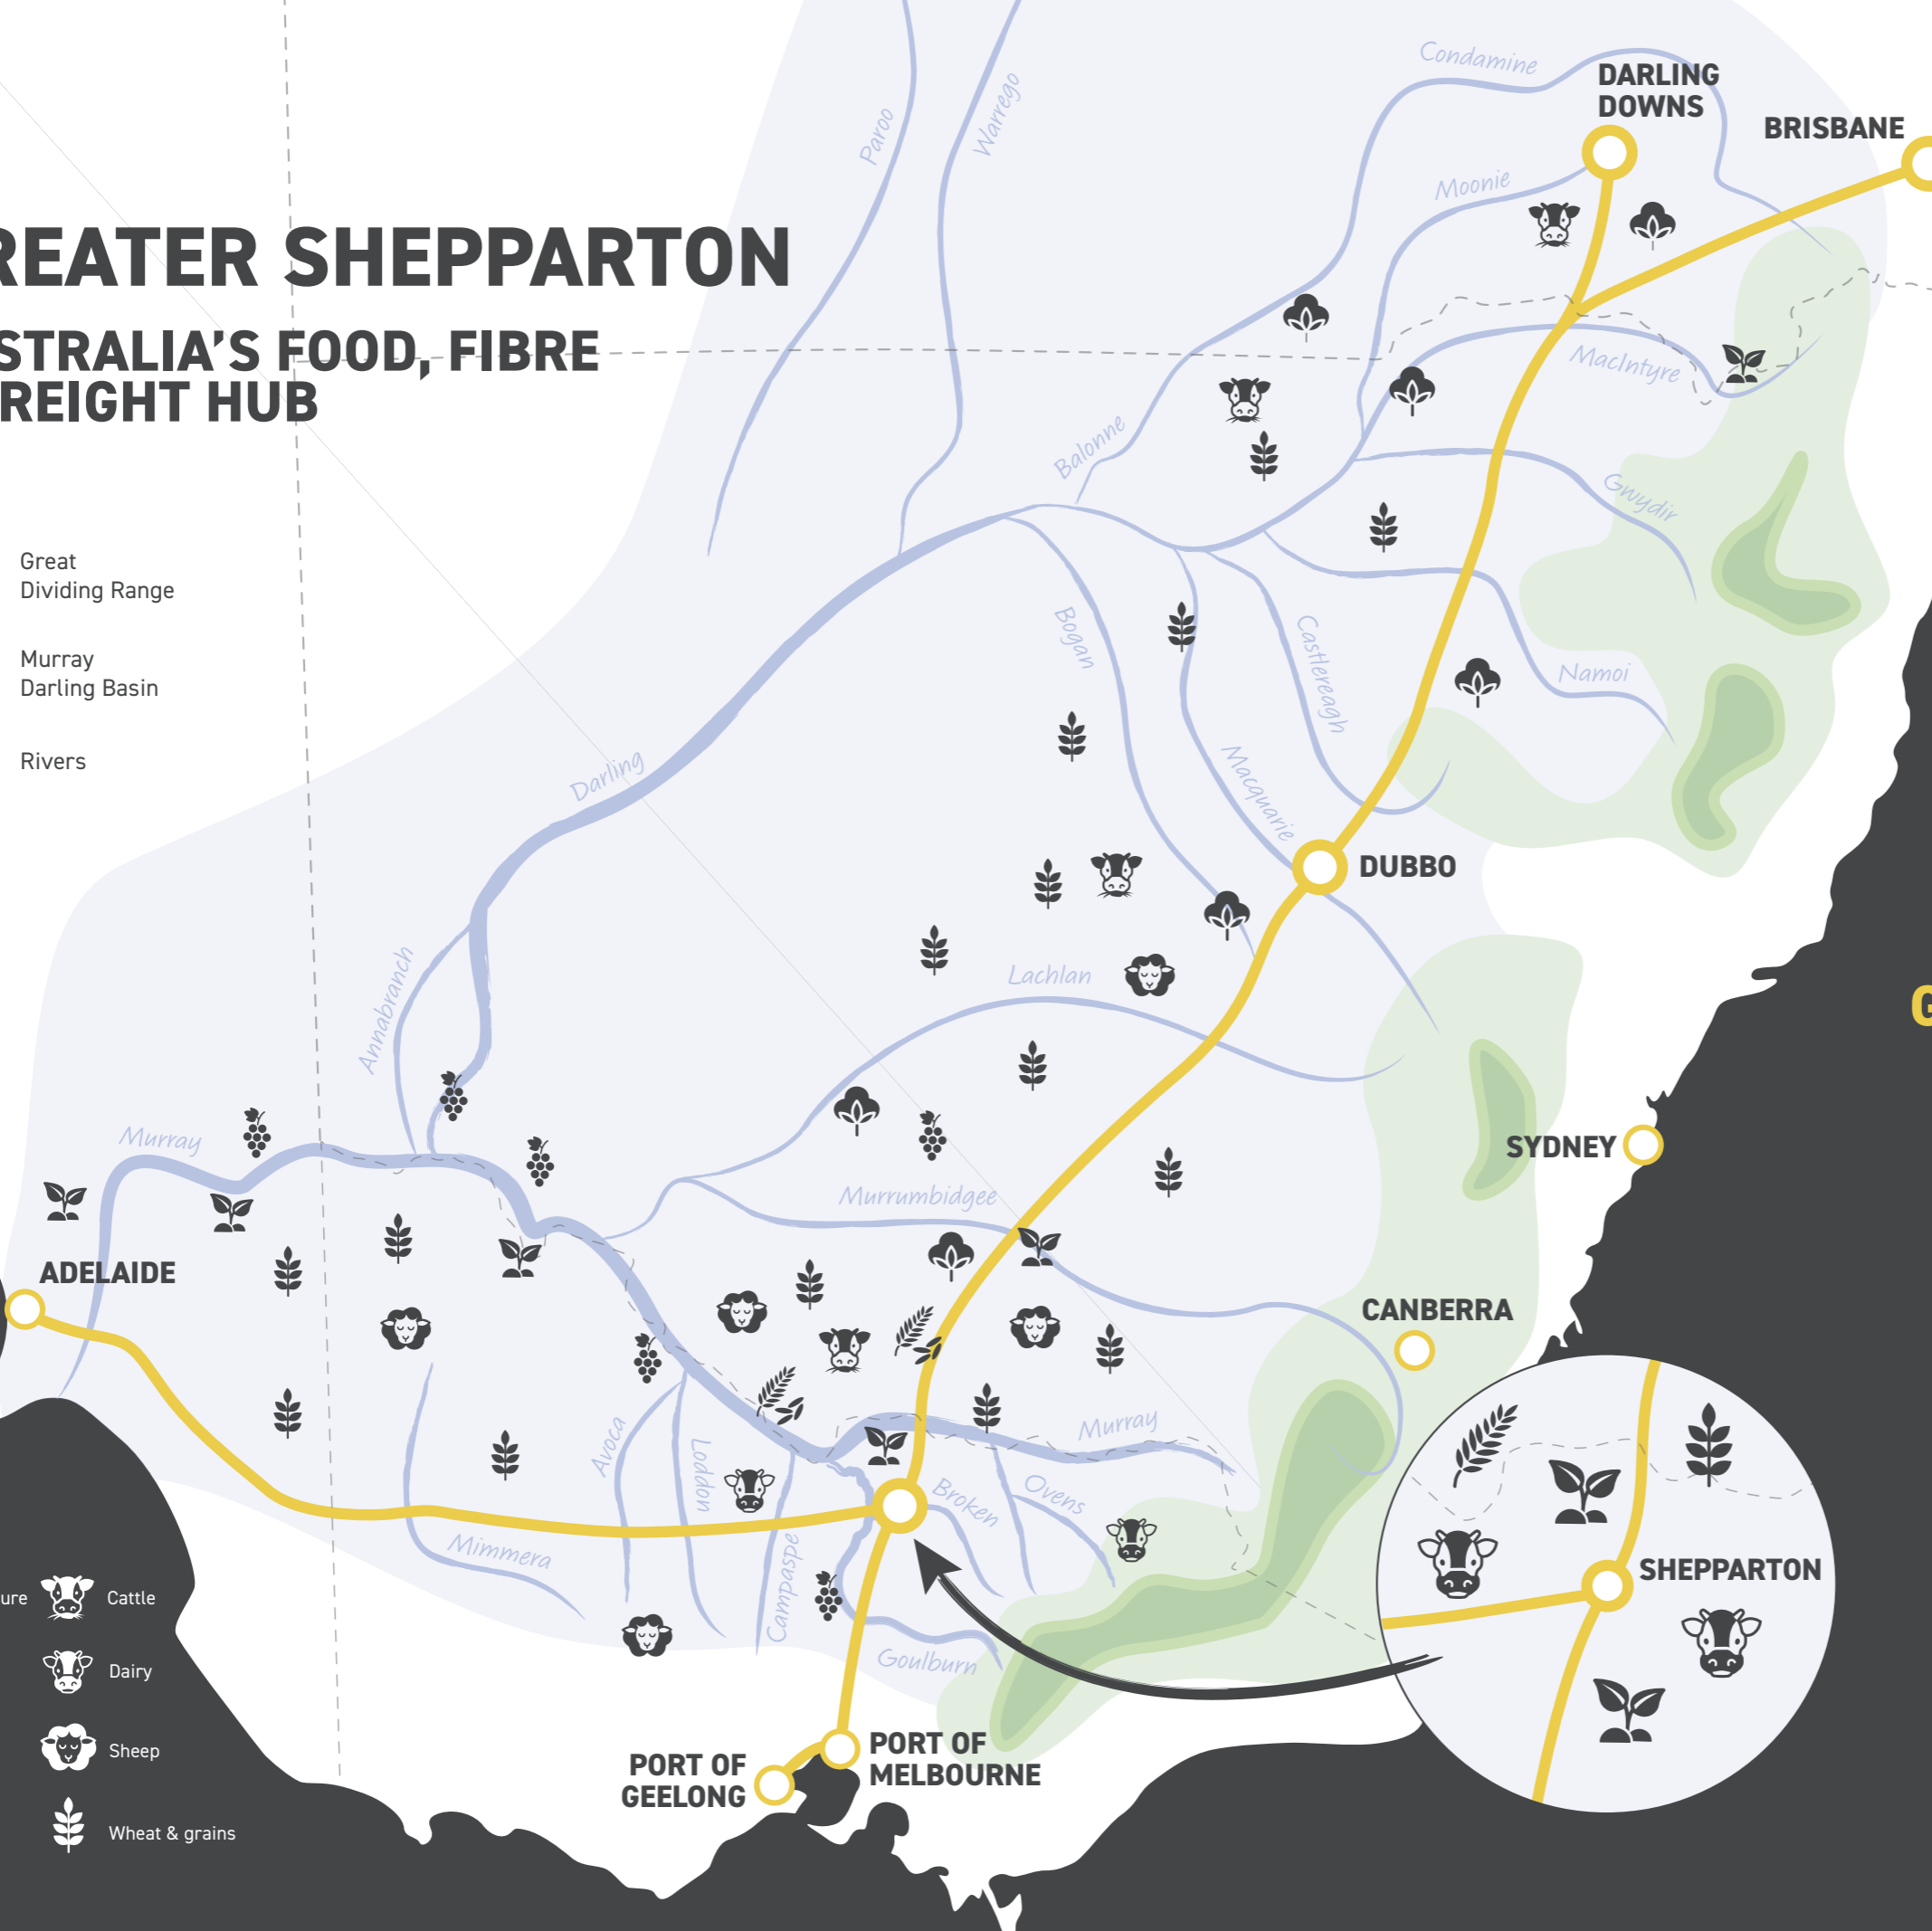 Condamine
DARLING
DOWNS
BRISBANE
Paroo
Warrego
Moonie
REATER SHEPPARTON
STRALIA'S FOOD, FIBRE
REIGHT HUB
MacIntyre
Balonne
Gwydir
Great
Dividing Range
Bogan
Castlereagh
Namoi
Murray
Darling Basin
Rivers
Darling
Macquarie
DUBBO
Annabranch
Lachlan
G
Murray
SYDNEY
Murrumbidgee
ADELAIDE
CANBERRA
Avoca
Loddon
Murray
Broken
Ovens
Mimmera
Campaspe
SHEPPARTON
ure
Cattle
Goulburn
Dairy
Sheep
Wheat & grains
PORT OF
MELBOURNE
PORT OF
GEELONG